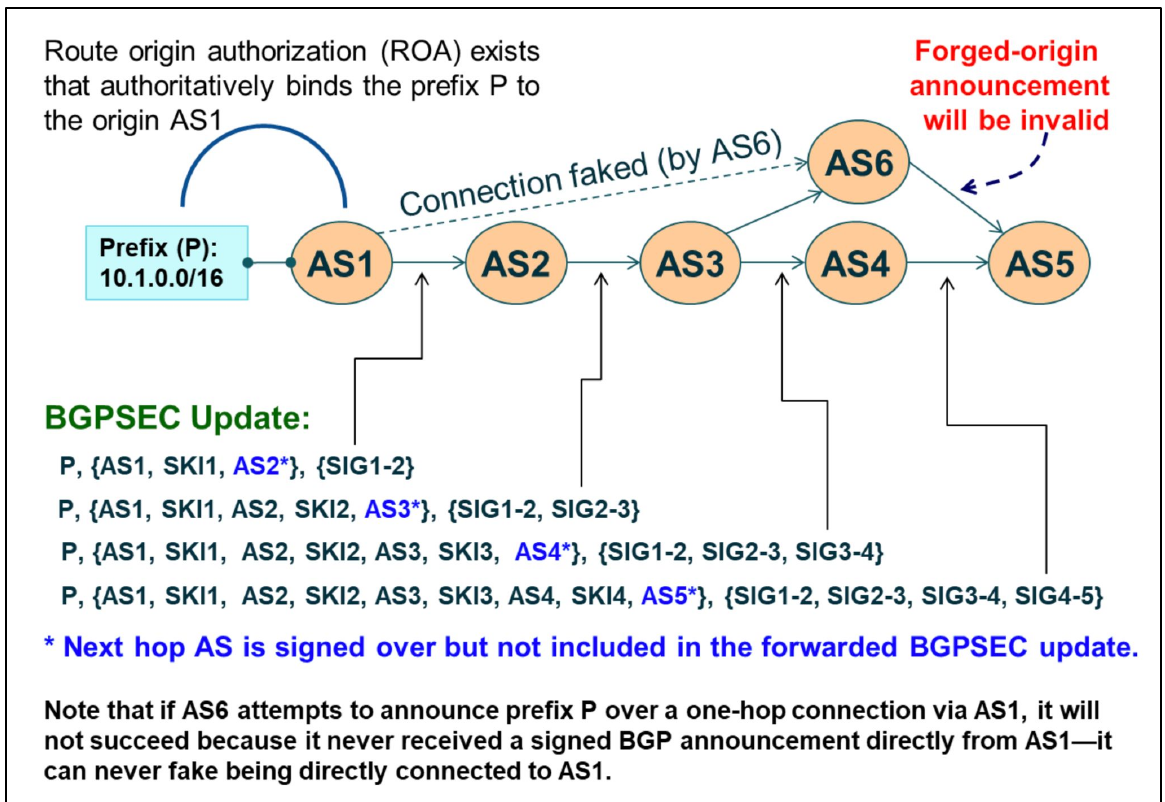 Route origin authorization (ROA) exists
that authoritatively binds the prefix P to
the origin AS1
Forged-origin
announcement
will be invalid
Connection faked (by AS6)
AS6
Prefix (P):
10.1.0.0/16
AS1
AS2
AS3
AS4
AS5
BGPSEC Update:
P, {AS1, SKI1, AS2*}, {SIG1-2}
P, {AS1, SKI1, AS2, SKI2, AS3*}, {SIG1-2, SIG2-3}
P, {AS1, SKI1, AS2, SKI2, AS3, SKI3, AS4*}, {SIG1-2, SIG2-3, SIG3-4}
P, {AS1, SKI1, AS2, SKI2, AS3, SKI3, AS4, SKI4, AS5*}, {SIG1-2, SIG2-3, SIG3-4, SIG4-5}
* Next hop AS is signed over but not included in the forwarded BGPSEC update.
Note that if AS6 attempts to announce prefix P over a one-hop connection via AS1, it will
not succeed because it never received a signed BGP announcement directly from AS1—it
can never fake being directly connected to AS1.